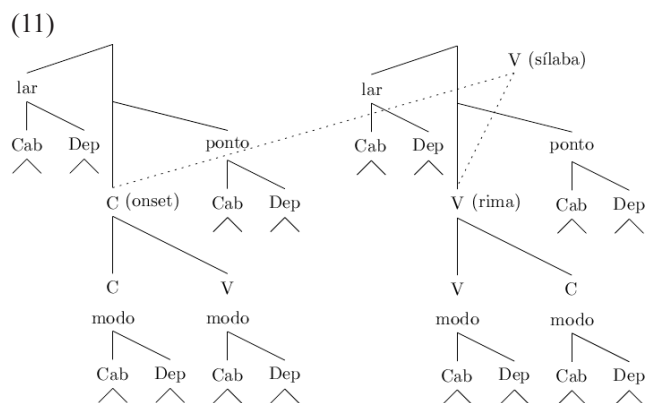 (11)
V (sílaba)
lar lar
Cab Dep ponto Cab Dep ponto
C (onset) Cab Dep V (rima) Cab Dep
C V V C
modo modo modo modo
Cab Dep Cab Dep Cab Dep Cab Dep